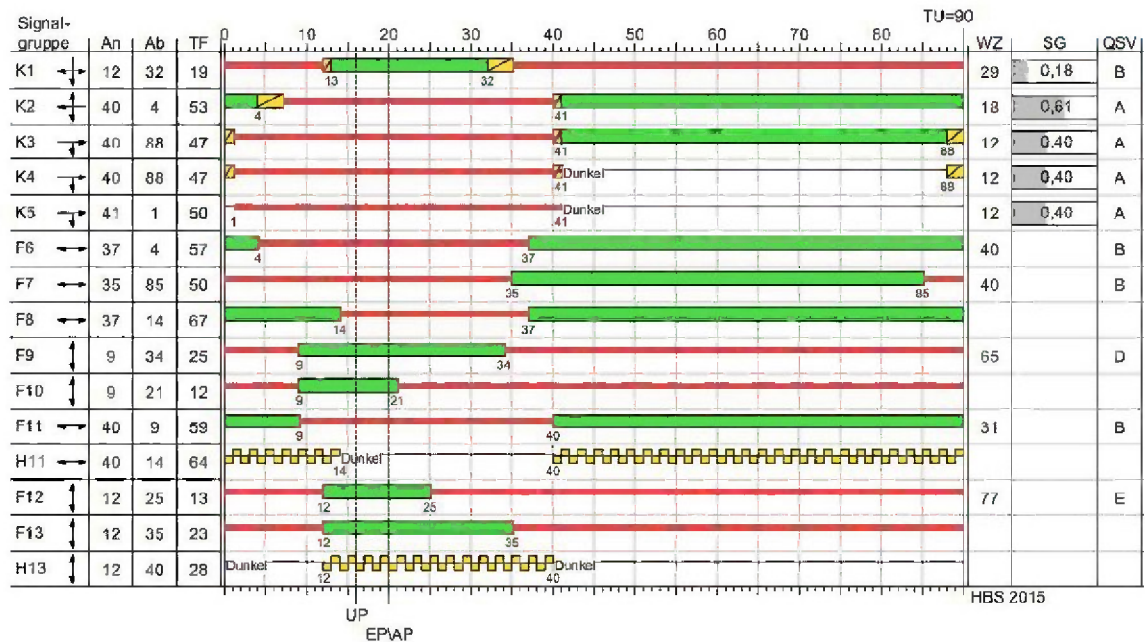 TU=90
Signal-
gruppe An Ab TF 0 10 20 30 40 50 60 70 80 WZ SG QSV
K1 12 32 19 13 32 29 0,18 B
K2 40 4 53 4 41 18 0,61 A
K3 40 88 47 41 88 12 0.40 A
K4 40 88 47 41 Dunkel 88 12 0,40 A
K5 41 1 50 1 41 Dunkel 12 0,40 A
F6 37 4 57 4 37 40 B
F7 35 85 50 35 85 40 B
F8 37 14 67 14 37
F9 9 34 25 9 34 65 D
F10 9 21 12 9 21
F11 40 9 59 9 40 31 B
H11 40 14 64 14 Dunkel 40
F12 12 25 13 12 25 77 E
F13 12 35 23 12 35
H13 12 40 28 Dunkel 12 40 Dunkel
HBS 2015
UP
EP\AP